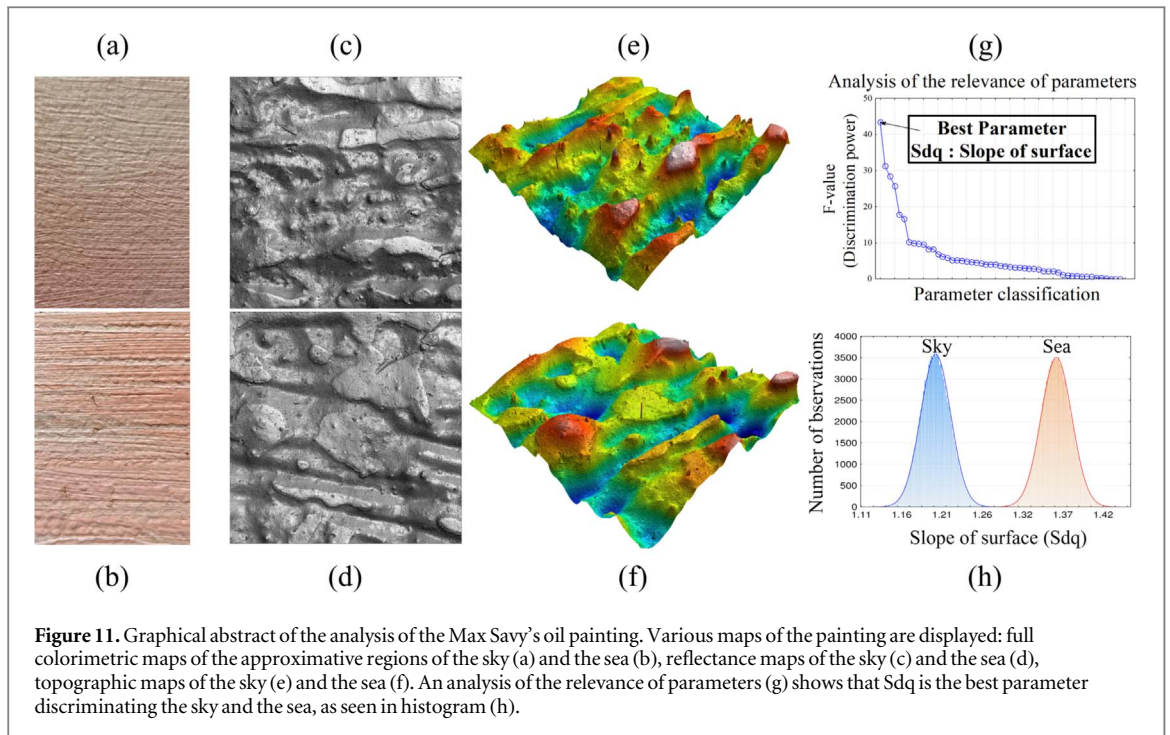 (a)
(c)
(e)
(g)
Analysis of the relevance of parameters
50
40
30
20
10
0
F-value
(Discrimination power)
Best Parameter
Sdq : Slope of surface
Parameter classification
4000
3500
3000
2500
2000
1500
1000
500
0
Number of bservations
Sky
Sea
1.11 1.16 1.21 1.26 1.32 1.37 1.42
Slope of surface (Sdq)
(b)
(d)
(f)
(h)
Figure 11. Graphical abstract of the analysis of the Max Savy's oil painting. Various maps of the painting are displayed: full
colorimetric maps of the approximative regions of the sky (a) and the sea (b), reflectance maps of the sky (c) and the sea (d),
topographic maps of the sky (e) and the sea (f). An analysis of the relevance of parameters (g) shows that Sdq is the best parameter
discriminating the sky and the sea, as seen in histogram (h).